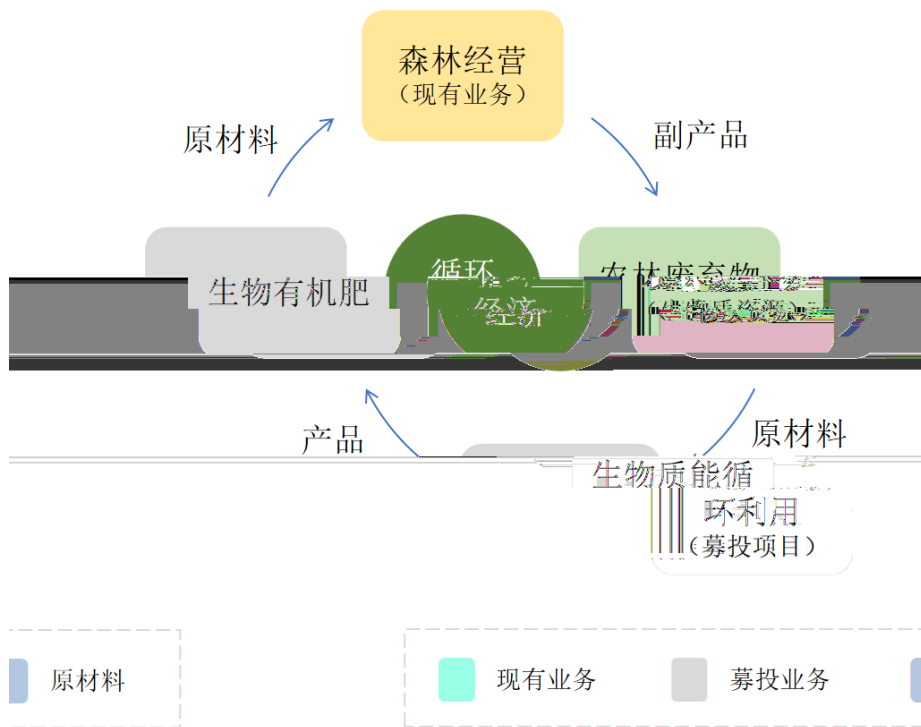 森林经营
（现有业务）
原材料
副产品
循环
经济
生物有机肥
农林废弃物
产品
原材料
生物质能循
环利用
（募投项目）
原材料
现有业务
募投业务